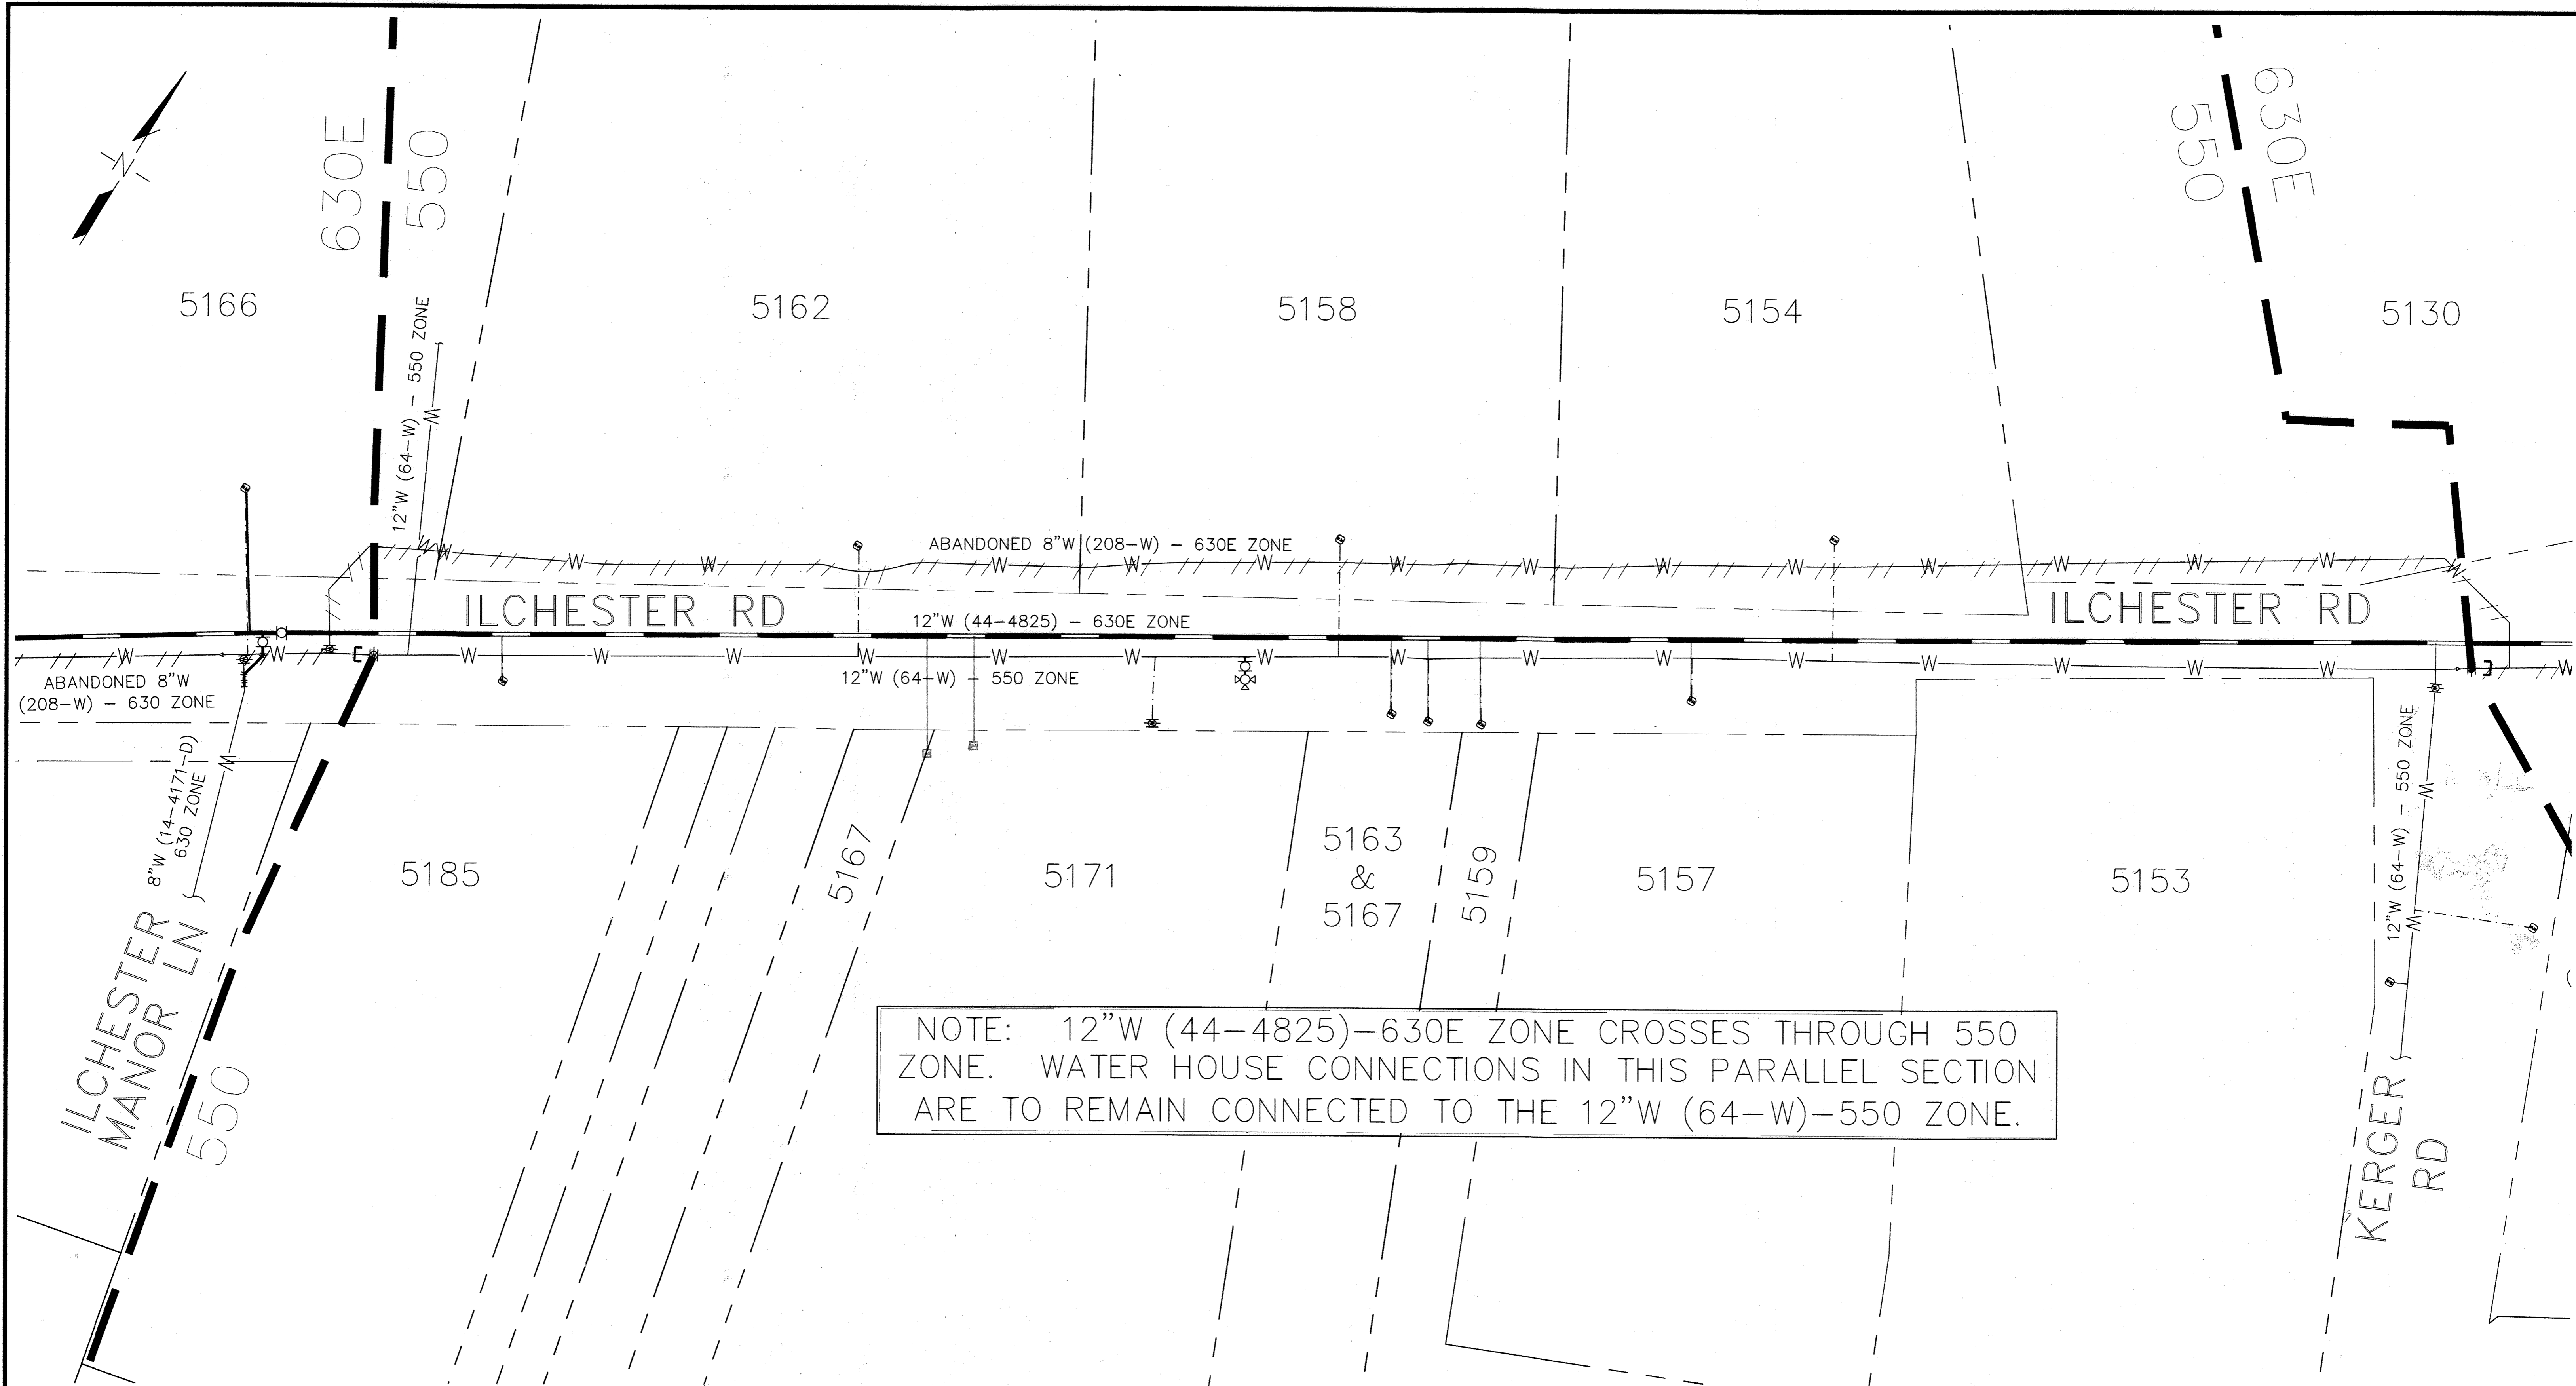 N
630E
550
630E
550
5166
5162
5158
5154
5130
12"W (64-W) - 550 ZONE
ABANDONED 8"W (208-W) - 630E ZONE
ILCHESTER RD
ILCHESTER RD
12"W (44-4825) - 630E ZONE
12"W (64-W) - 550 ZONE
ABANDONED 8"W
(208-W) - 630 ZONE
8"W (14-4171-D)
630 ZONE
12"W (64-W) - 550 ZONE
5185
5167
5171
5163
&
5167
5159
5157
5153
ILCHESTER
MANOR LN
550
KERGER
RD
NOTE: 12"W (44-4825)-630E ZONE CROSSES THROUGH 550
ZONE. WATER HOUSE CONNECTIONS IN THIS PARALLEL SECTION
ARE TO REMAIN CONNECTED TO THE 12"W (64-W)-550 ZONE.